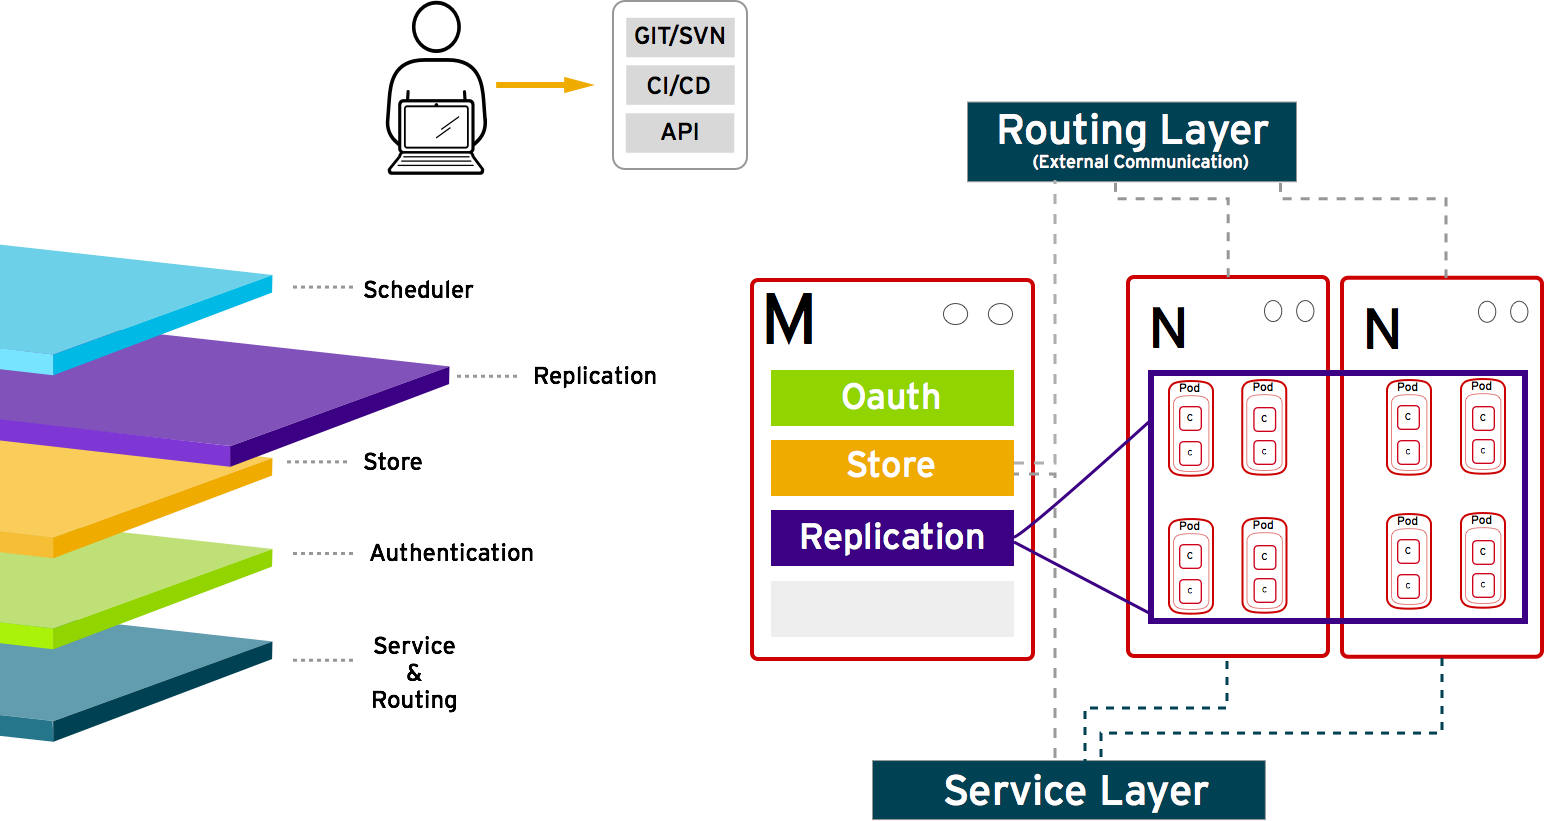 GIT/SVN
CI/CD
API
Routing Layer
(External Communication)
Scheduler
Replication
Store
Authentication
Service
&
Routing
M
Oauth
Store
Replication
N
N
Pod
Pod
Pod
Pod
c
c
c
c
c
c
c
c
Pod
Pod
Pod
Pod
c
c
c
c
c
c
c
c
Service Layer